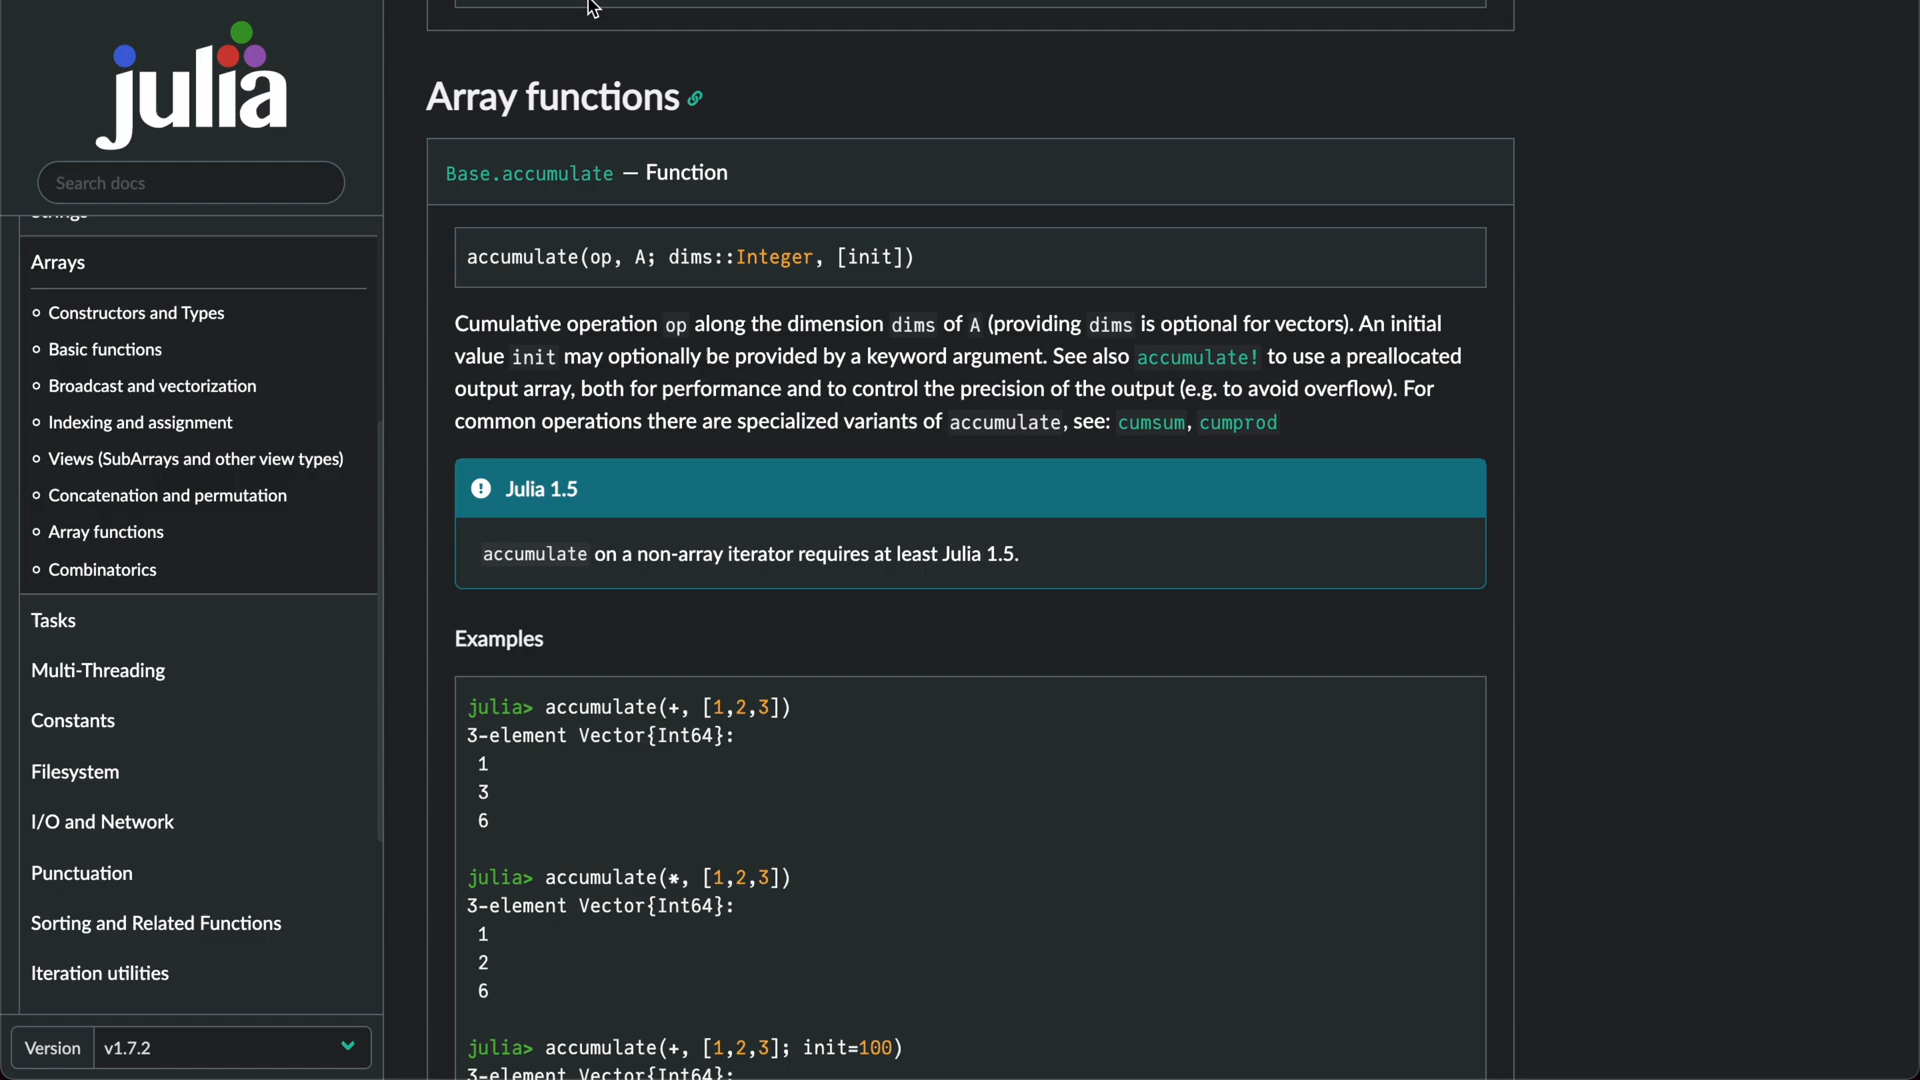 julia
Search docs
Strings
Arrays
Constructors and Types
Basic functions
Broadcast and vectorization
Indexing and assignment
Views (SubArrays and other view types)
Concatenation and permutation
Array functions
Combinatorics
Tasks
Multi-Threading
Constants
Filesystem
I/O and Network
Punctuation
Sorting and Related Functions
Iteration utilities
Version v1.7.2
Array functions
Base.accumulate — Function
accumulate(op, A; dims::Integer, [init])
Cumulative operation op along the dimension dims of A (providing dims is optional for vectors). An initial
value init may optionally be provided by a keyword argument. See also accumulate! to use a preallocated
output array, both for performance and to control the precision of the output (e.g. to avoid overflow). For
common operations there are specialized variants of accumulate, see: cumsum, cumprod
Julia 1.5
accumulate on a non-array iterator requires at least Julia 1.5.
Examples
julia> accumulate(+, [1,2,3])
3-element Vector{Int64}:
1
3
6
julia> accumulate(*, [1,2,3])
3-element Vector{Int64}:
1
2
6
julia> accumulate(+, [1,2,3]; init=100)
3-element Vector{Int64}: